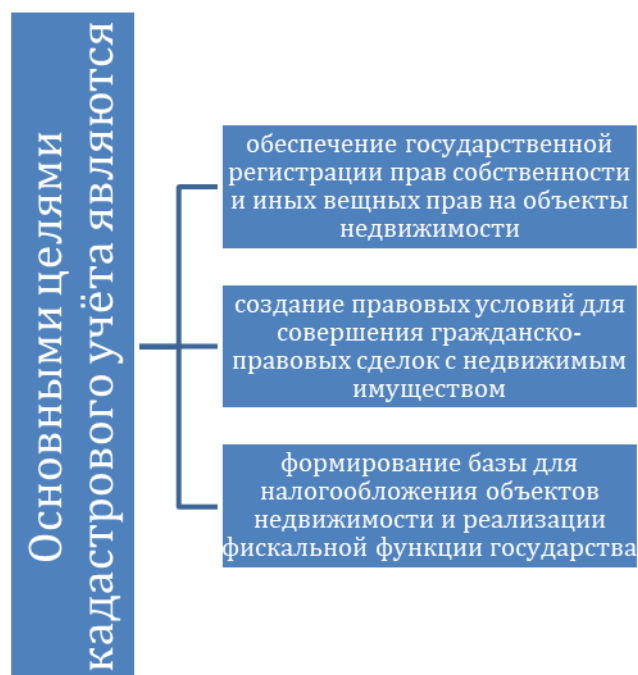 Основными целями
кадастрового учёта являются
обеспечение государственной
регистрации прав собственности
и иных вещных прав на объекты
недвижимости
создание правовых условий для
совершения гражданско-
правовых сделок с недвижимым
имуществом
формирование базы для
налогообложения объектов
недвижимости и реализации
фискальной функции государства